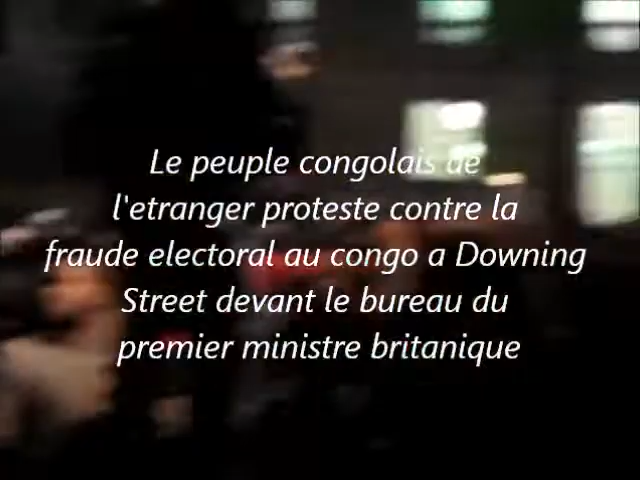 Le peuple congolais de
l'etranger proteste contre la
fraude electoral au congo a Downing
Street devant le bureau du
premier ministre britanique